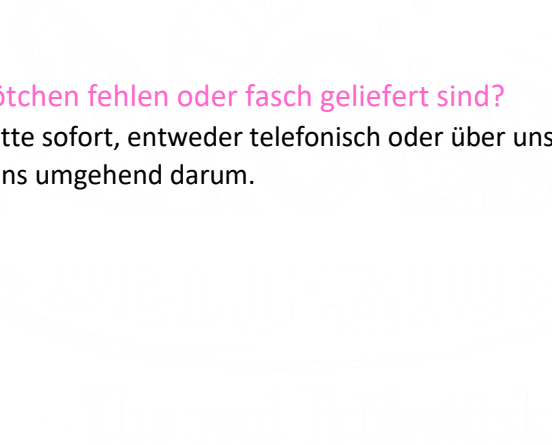 ötchen fehlen oder fasch geliefert sind?
tte sofort, entweder telefonisch oder über uns
ns umgehend darum.